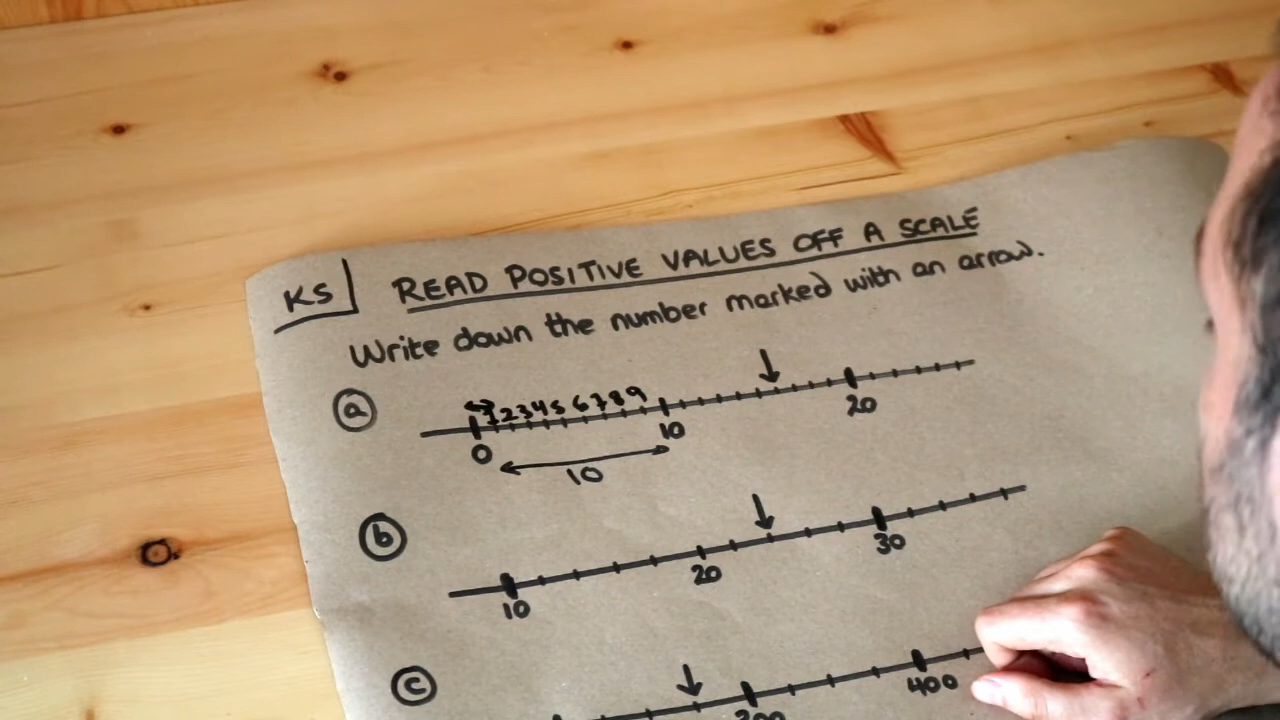 KS READ POSITIVE VALUES OFF A SCALE
Write down the number marked with an arrow.
a
1 2 3 4 5 6 7 8 9
0 10 20
10
b
10 20 30
c
400